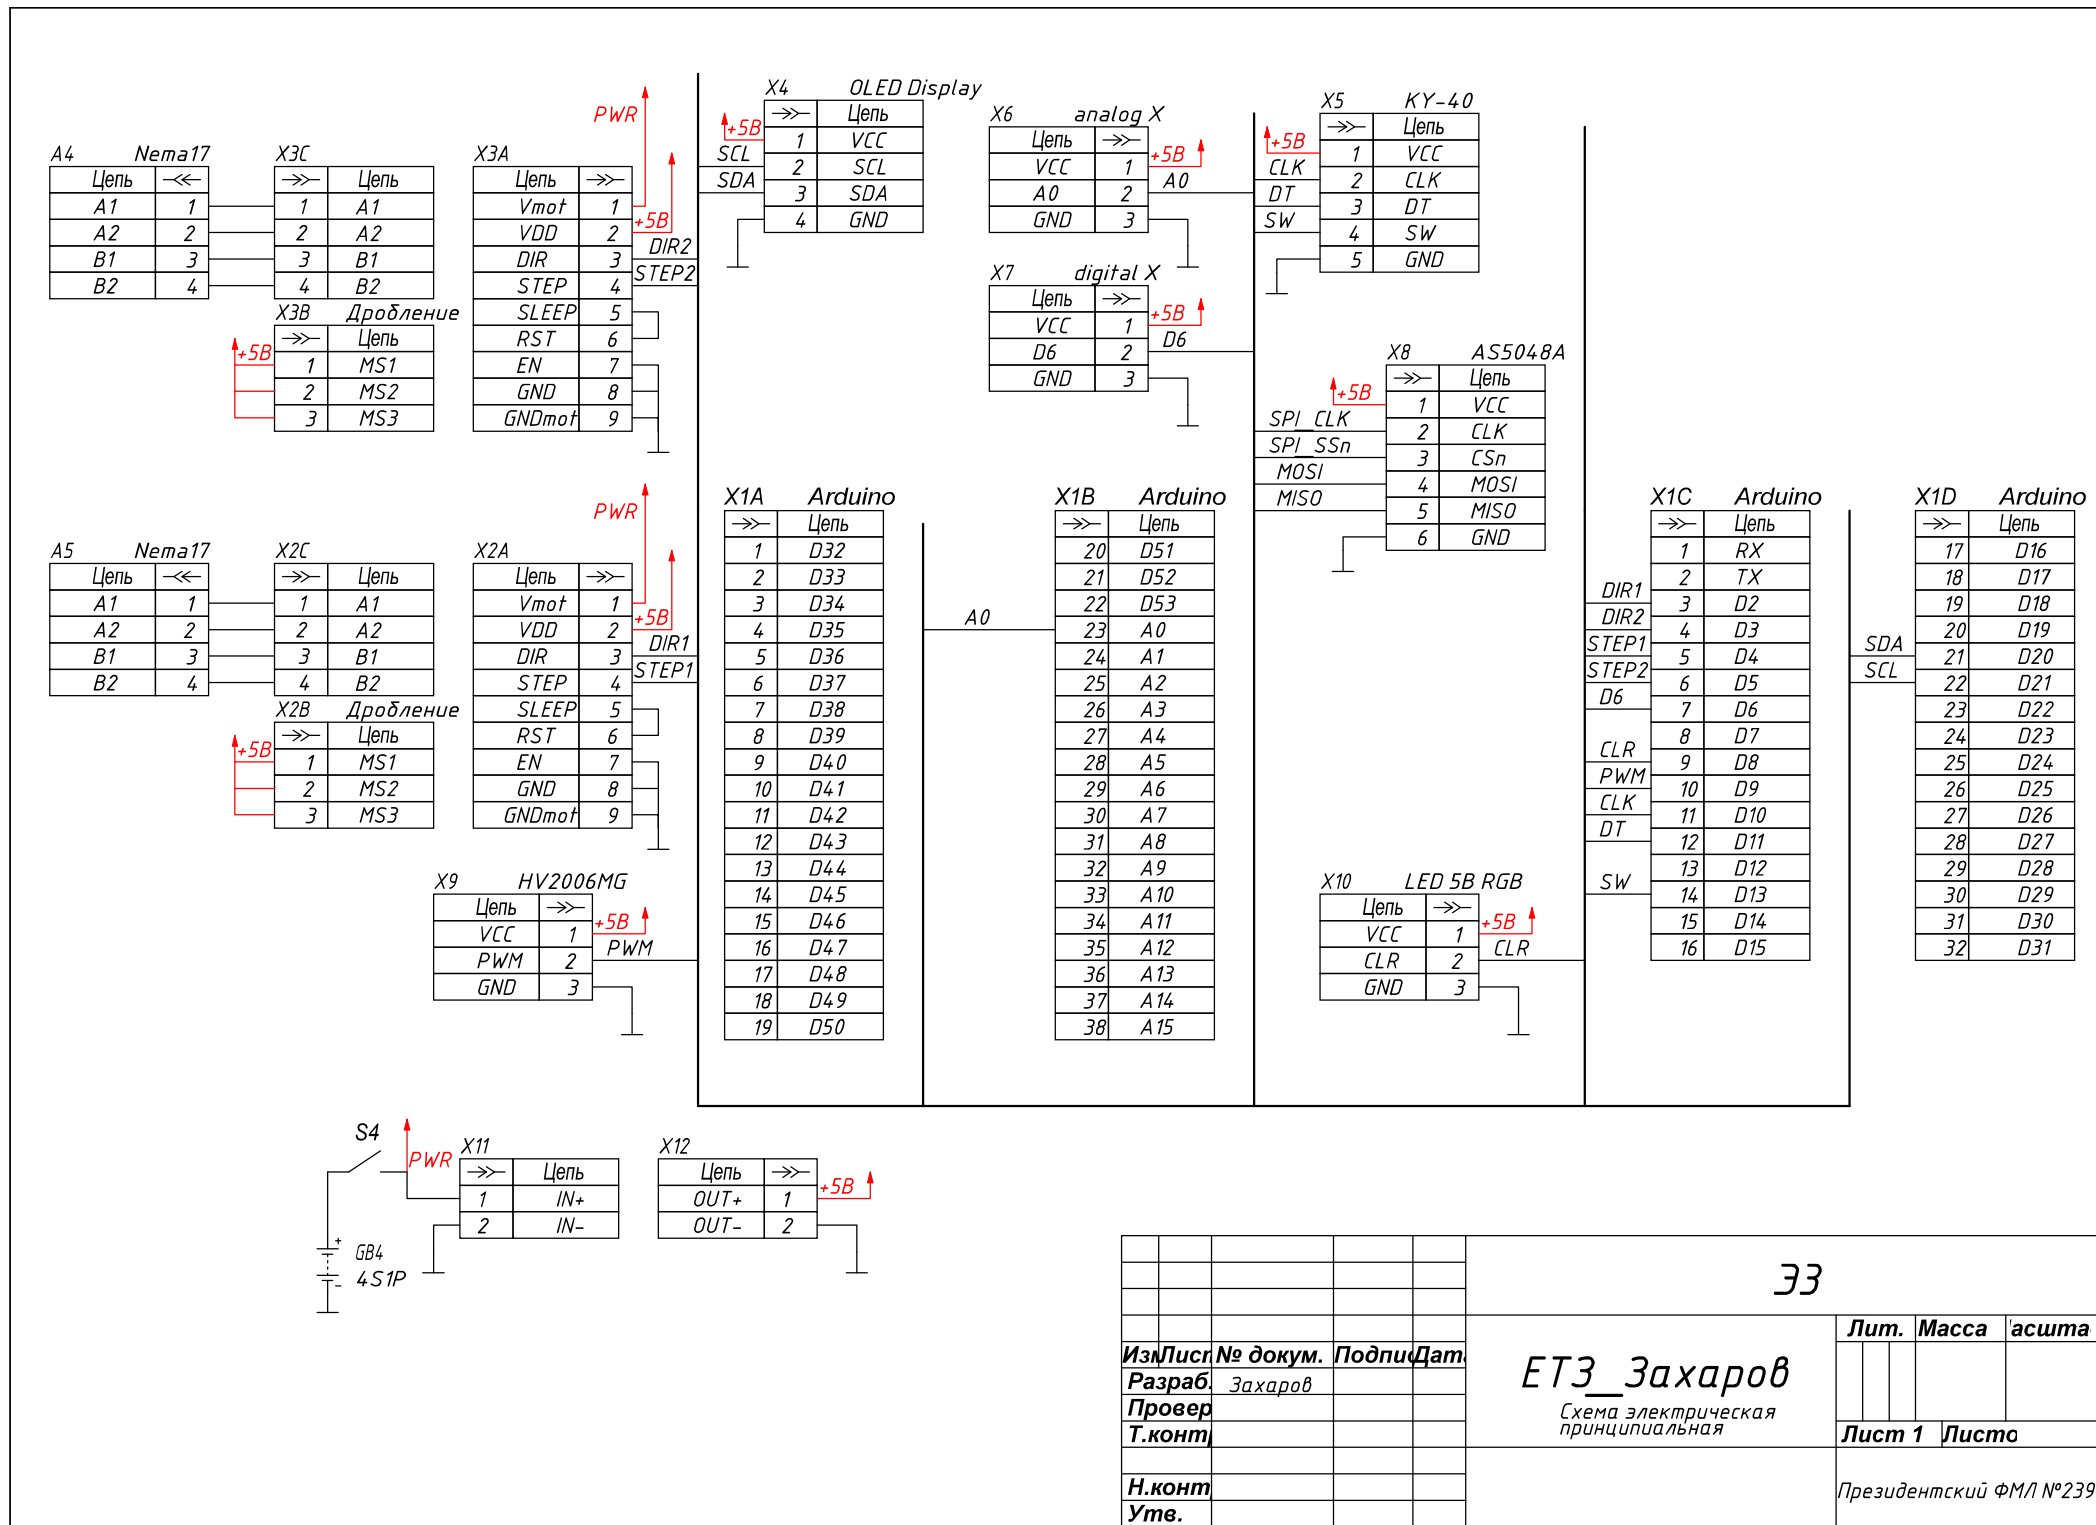 A4 Nema17
Цепь
A1 1
A2 2
B1 3
B2 4
X3C
Цепь
1 A1
2 A2
3 B1
4 B2
X3B Дробление
+5В
Цепь
1 MS1
2 MS2
3 MS3
X3A
PWR
+5В
Цепь
Vmot 1
VDD 2
DIR 3 DIR2
STEP 4 STEP2
SLEEP 5
RST 6
EN 7
GND 8
GNDmot 9
X4 OLED Display
Цепь
+5В 1 VCC
SCL 2 SCL
SDA 3 SDA
4 GND
X6 analog X
Цепь
VCC 1 +5В
A0 2 A0
GND 3
X7 digital X
Цепь
VCC 1 +5В
D6 2 D6
GND 3
X5 KY-40
Цепь
+5В 1 VCC
CLK 2 CLK
DT 3 DT
SW 4 SW
5 GND
X8 AS5048A
Цепь
+5В 1 VCC
SPI_CLK 2 CLK
SPI_SSn 3 CSn
MOSI 4 MOSI
MISO 5 MISO
6 GND
A5 Nema17
Цепь
A1 1
A2 2
B1 3
B2 4
X2C
Цепь
1 A1
2 A2
3 B1
4 B2
X2B Дробление
+5В
Цепь
1 MS1
2 MS2
3 MS3
X2A
PWR
+5В
Цепь
Vmot 1
VDD 2
DIR 3 DIR1
STEP 4 STEP1
SLEEP 5
RST 6
EN 7
GND 8
GNDmot 9
X9 HV2006MG
Цепь
VCC 1 +5В
PWM 2 PWM
GND 3
X1A Arduino
Цепь
1 D32
2 D33
3 D34
4 D35
5 D36
6 D37
7 D38
8 D39
9 D40
10 D41
11 D42
12 D43
13 D44
14 D45
15 D46
16 D47
17 D48
18 D49
19 D50
X1B Arduino
Цепь
20 D51
21 D52
22 D53
A0 23 A0
24 A1
25 A2
26 A3
27 A4
28 A5
29 A6
30 A7
31 A8
32 A9
33 A10
34 A11
35 A12
36 A13
37 A14
38 A15
X10 LED 5В RGB
Цепь
VCC 1 +5В
CLR 2 CLR
GND 3
X1C Arduino
Цепь
1 RX
2 TX
DIR1 3 D2
DIR2 4 D3
STEP1 5 D4
STEP2 6 D5
D6 7 D6
8 D7
CLR 9 D8
PWM 10 D9
CLK 11 D10
DT 12 D11
13 D12
SW 14 D13
15 D14
16 D15
X1D Arduino
Цепь
17 D16
18 D17
19 D18
20 D19
SDA 21 D20
SCL 22 D21
23 D22
24 D23
25 D24
26 D25
27 D26
28 D27
29 D28
30 D29
31 D30
32 D31
S4
PWR
+
GB4
4S1P
-
X11
Цепь
1 IN+
2 IN-
X12
Цепь
OUT+ 1 +5В
OUT- 2
ЭЗ
Лит. Масса асшта
Изм Лист № докум. Подпис Дата
Разраб. Захаров
Провер
Т.контр
Н.конт
Утв.
ЕТЗ_Захаров
Схема электрическая
принципиальная
Лист 1 Листо
Президентский ФМЛ №239